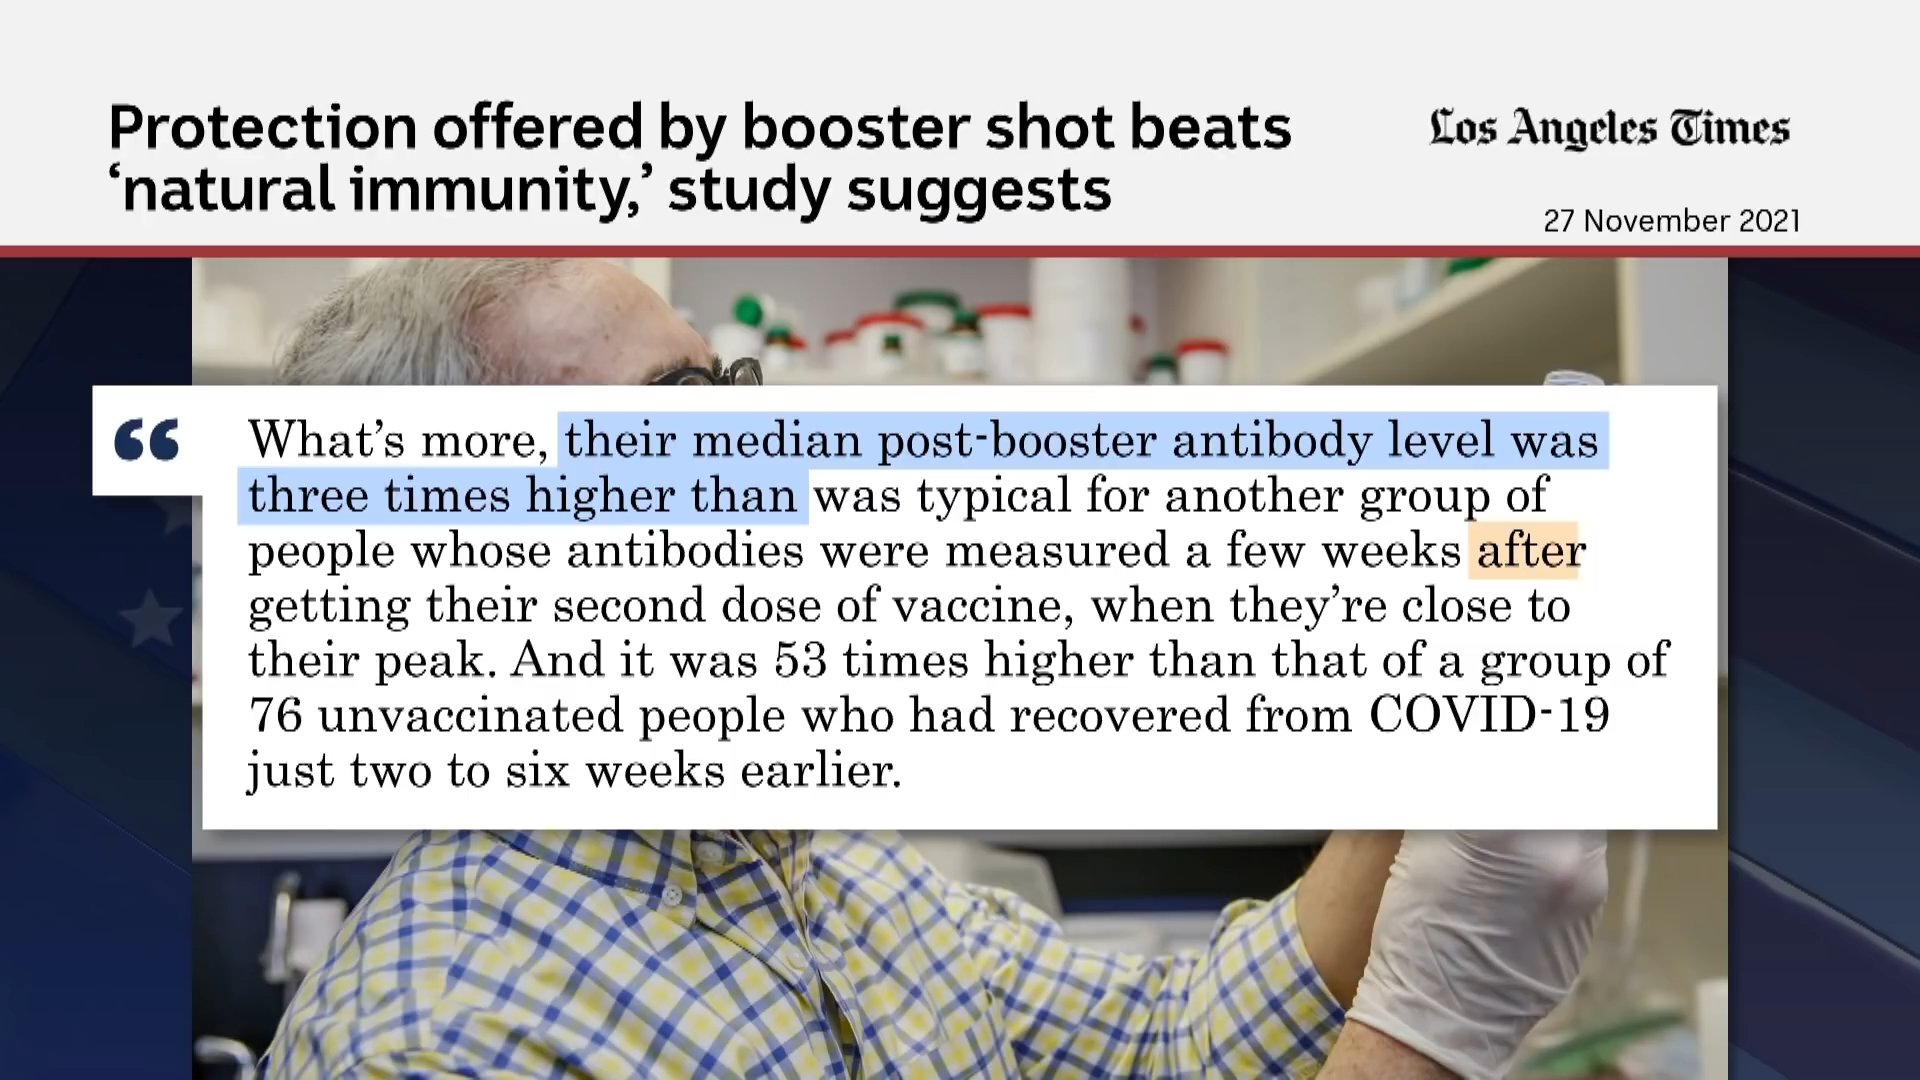 Protection offered by booster shot beats
‘natural immunity,’ study suggests
Los Angeles Times
27 November 2021
“
What’s more, their median post-booster antibody level was
three times higher than was typical for another group of
people whose antibodies were measured a few weeks after
getting their second dose of vaccine, when they’re close to
their peak. And it was 53 times higher than that of a group of
76 unvaccinated people who had recovered from COVID-19
just two to six weeks earlier.